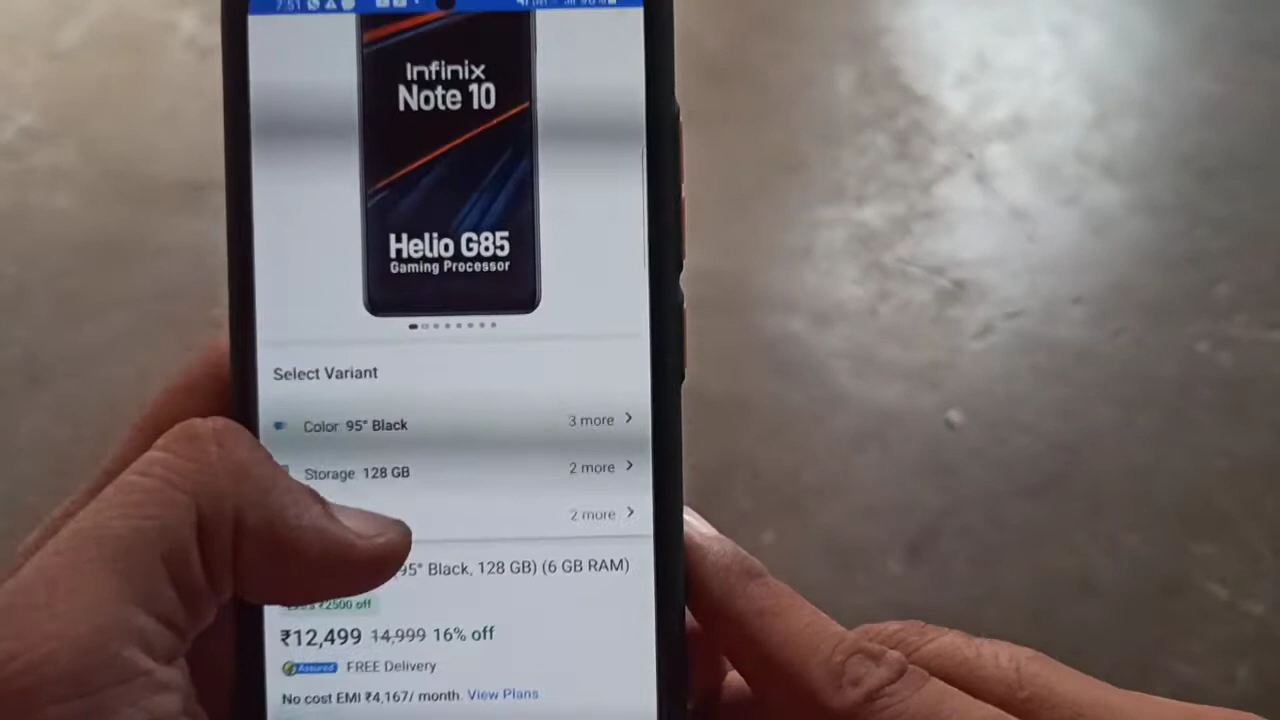 7:51
Infinix
Note 10
Helio G85
Gaming Processor
Select Variant
Color 95° Black
3 more
Storage 128 GB
2 more
2 more
(95° Black, 128 GB) (6 GB RAM)
₹2500 off
₹12,499 14,999 16% off
Assured FREE Delivery
No cost EMI ₹4,167/ month. View Plans